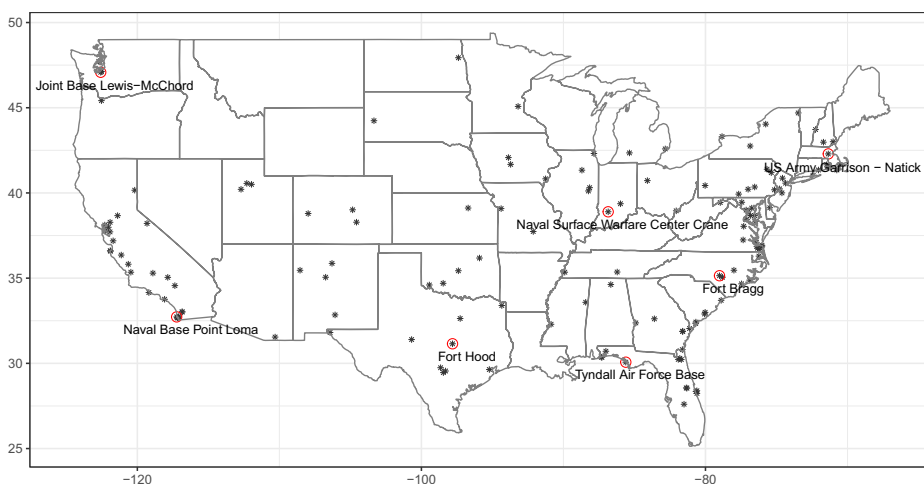 50
45
40
35
30
25
Joint Base Lewis−McChord
US Army Garrison − Natick
Naval Surface Warfare Center Crane
Fort Bragg
Naval Base Point Loma
Fort Hood
Tyndall Air Force Base
−120
−100
−80